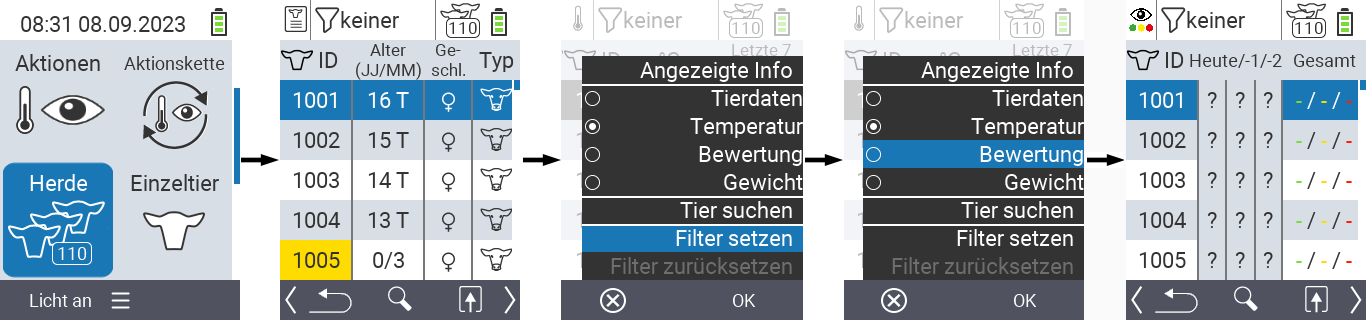 08:31 08.09.2023
Aktionen
Aktionskette
Herde
110
Einzeltier
Licht an
keiner
110
ID
Alter
(JJ/MM)
Ge-
schl.
Typ
1001 16 T
1002 15 T
1003 14 T
1004 13 T
1005 0/3
keiner
110
Letzte 7
Angezeigte Info
Tierdaten
Temperatur
Bewertung
Gewicht
Tier suchen
Filter setzen
Filter zurücksetzen
OK
keiner
110
Letzte 7
Angezeigte Info
Tierdaten
Temperatur
Bewertung
Gewicht
Tier suchen
Filter setzen
Filter zurücksetzen
OK
keiner
110
ID Heute/-1/-2 Gesamt
1001 ? ? ? - / - / -
1002 ? ? ? - / - / -
1003 ? ? ? - / - / -
1004 ? ? ? - / - / -
1005 ? ? ? - / - / -